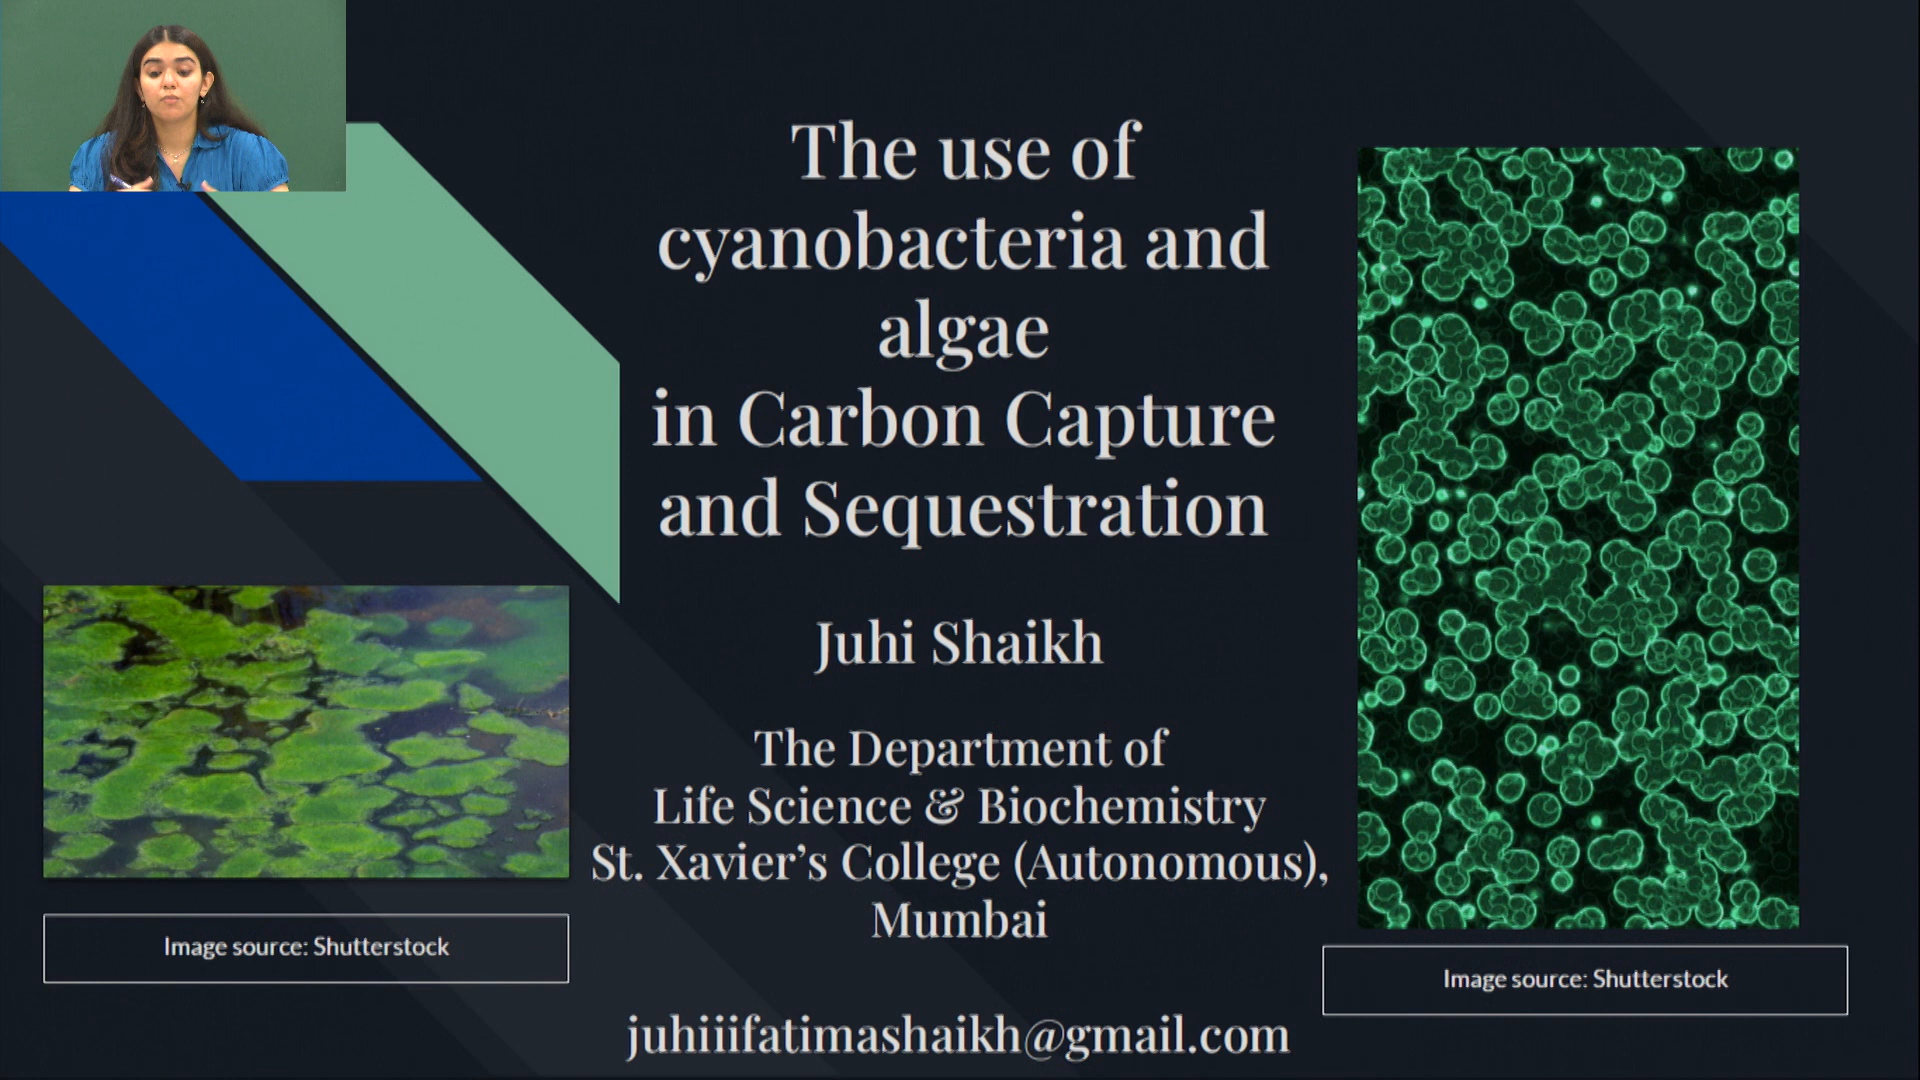 The use of
cyanobacteria and
algae
in Carbon Capture
and Sequestration
Juhi Shaikh
The Department of
Life Science & Biochemistry
St. Xavier’s College (Autonomous),
Mumbai
juhiiifatimashaikh@gmail.com
Image source: Shutterstock
Image source: Shutterstock